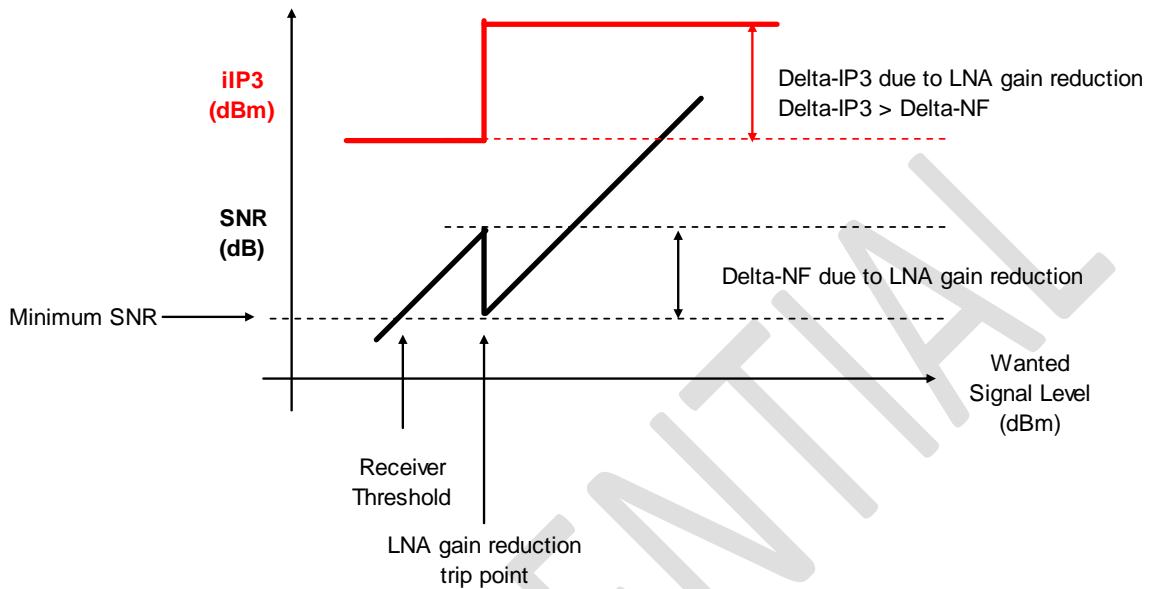 iIP3
(dBm)
Delta-IP3 due to LNA gain reduction
Delta-IP3 > Delta-NF
SNR
(dB)
Delta-NF due to LNA gain reduction
Minimum SNR
Wanted
Signal Level
(dBm)
Receiver
Threshold
LNA gain reduction
trip point
ENTIAL